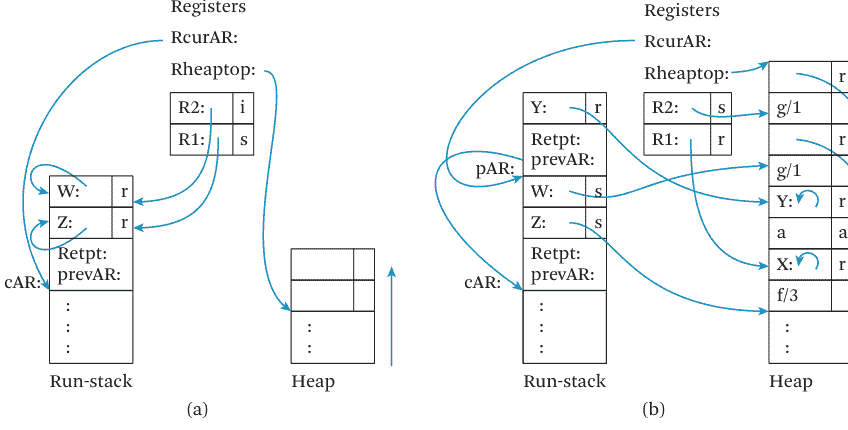 Registers
RcurAR:
Rheaptop:
R2: i
R1: s
W: r
Z: r
Retpt:
prevAR:
cAR:
:
:
Run-stack
:
:
Heap
(a)
Registers
RcurAR:
Rheaptop:
R2: s
R1: r
Y: r
Retpt:
prevAR:
pAR:
W: s
Z: s
Retpt:
prevAR:
cAR:
:
:
Run-stack
r
g/1
r
g/1
Y: r
a a
X: r
f/3
:
:
Heap
(b)